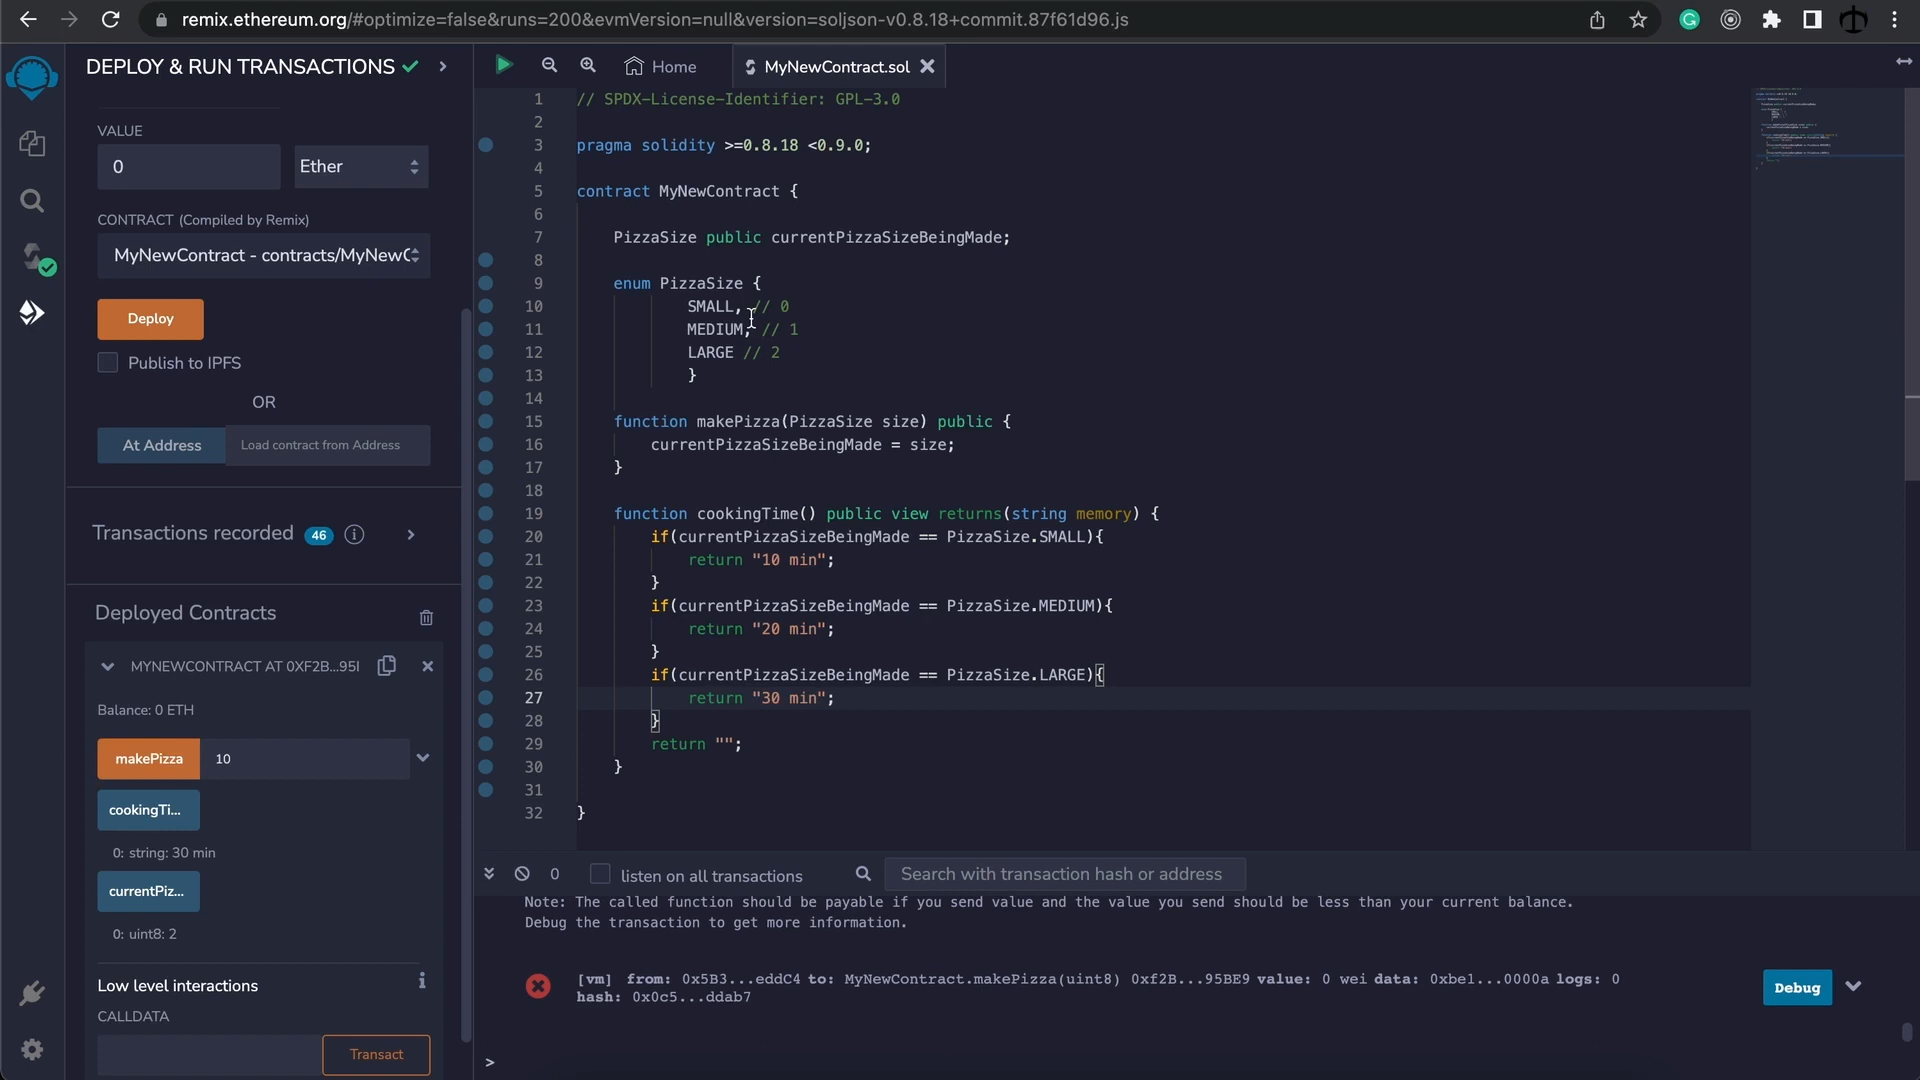 remix.ethereum.org/#optimize=false&runs=200&evmVersion=null&version=soljson-v0.8.18+commit.87f61d96.js
DEPLOY & RUN TRANSACTIONS
VALUE
0
Ether
CONTRACT (Compiled by Remix)
MyNewContract - contracts/MyNewC
Deploy
Publish to IPFS
OR
At Address
Load contract from Address
Transactions recorded 46 i
Deployed Contracts
MYNEWCONTRACT AT 0XF2B...95I
Balance: 0 ETH
makePizza
10
cookingTi...
0: string: 30 min
currentPiz...
0: uint8: 2
Low level interactions
CALLDATA
Transact
Home
MyNewContract.sol
1 // SPDX-License-Identifier: GPL-3.0
2
3 pragma solidity >=0.8.18 <0.9.0;
4
5 contract MyNewContract {
6
7 PizzaSize public currentPizzaSizeBeingMade;
8
9 enum PizzaSize {
10 SMALL, // 0
11 MEDIUM, // 1
12 LARGE // 2
13 }
14
15 function makePizza(PizzaSize size) public {
16 currentPizzaSizeBeingMade = size;
17 }
18
19 function cookingTime() public view returns(string memory) {
20 if(currentPizzaSizeBeingMade == PizzaSize.SMALL){
21 return "10 min";
22 }
23 if(currentPizzaSizeBeingMade == PizzaSize.MEDIUM){
24 return "20 min";
25 }
26 if(currentPizzaSizeBeingMade == PizzaSize.LARGE){
27 return "30 min";
28 }
29 return "";
30 }
31
32 }
0
listen on all transactions
Search with transaction hash or address
Note: The called function should be payable if you send value and the value you send should be less than your current balance.
Debug the transaction to get more information.
[vm] from: 0x5B3...eddC4 to: MyNewContract.makePizza(uint8) 0xf2B...95BE9 value: 0 wei data: 0xbe1...0000a logs: 0
hash: 0x0c5...ddab7
Debug
>